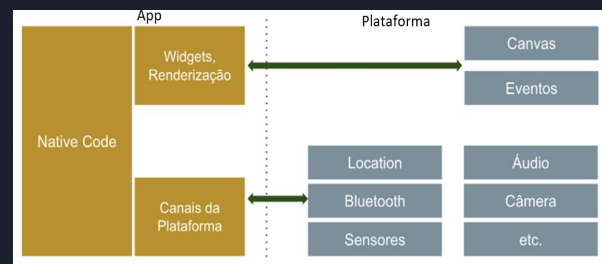 App
Plataforma
Native Code
Widgets,
Renderização
Canvas
Eventos
Canais da
Plataforma
Location
Áudio
Bluetooth
Câmera
Sensores
etc.